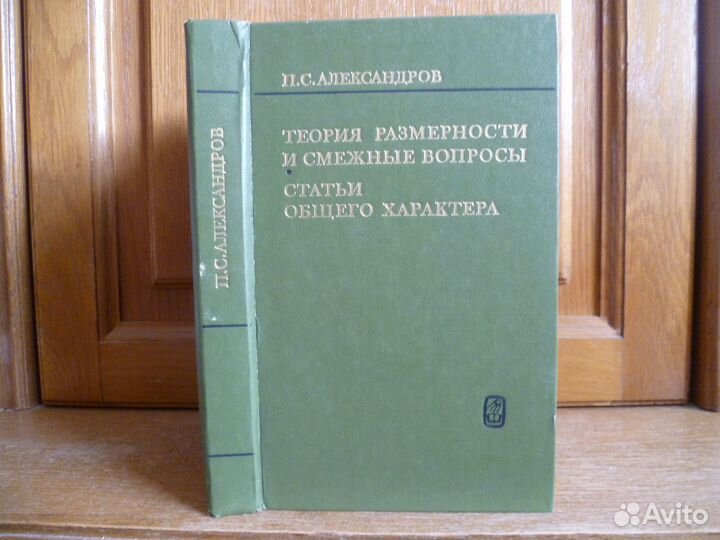 П.С.АЛЕКСАНДРОВ
П.С.АЛЕКСАНДРОВ
ТЕОРИЯ РАЗМЕРНОСТИ
И СМЕЖНЫЕ ВОПРОСЫ
СТАТЬИ
ОБЩЕГО ХАРАКТЕРА
Avito